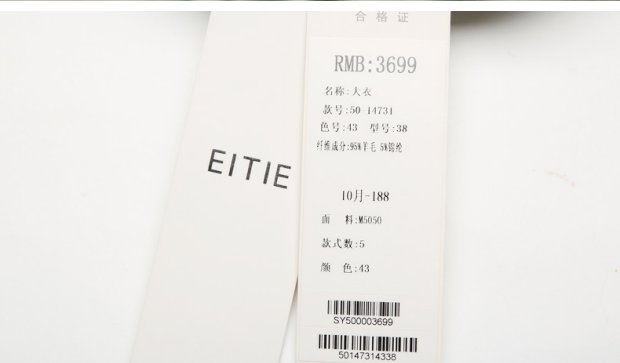 合格证
RMB:3699
名称:大衣
款号:50-14731
色号:43 型号:38
纤维成分:95%羊毛 5%锦纶
EITIE
10月-188
面 料:M5050
款式数:5
颜 色:43
SY500003699
50147314338